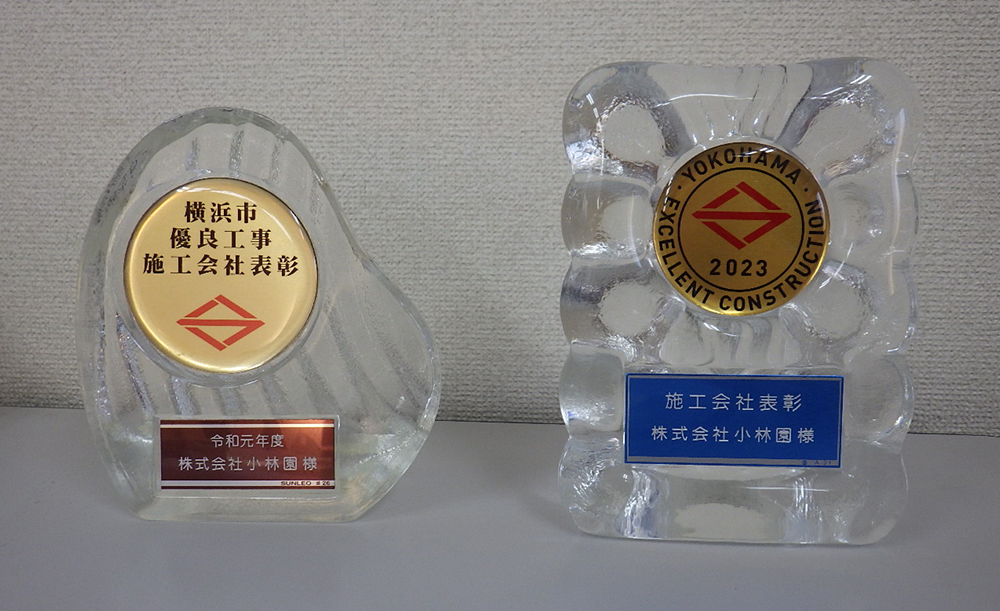 横浜市
優良工事
施工会社表彰
令和元年度
株式会社小林園様
SUNLEO #26
YOKOHAMA
2023
EXCELLENT CONSTRUCTION
施工会社表彰
株式会社小林園様